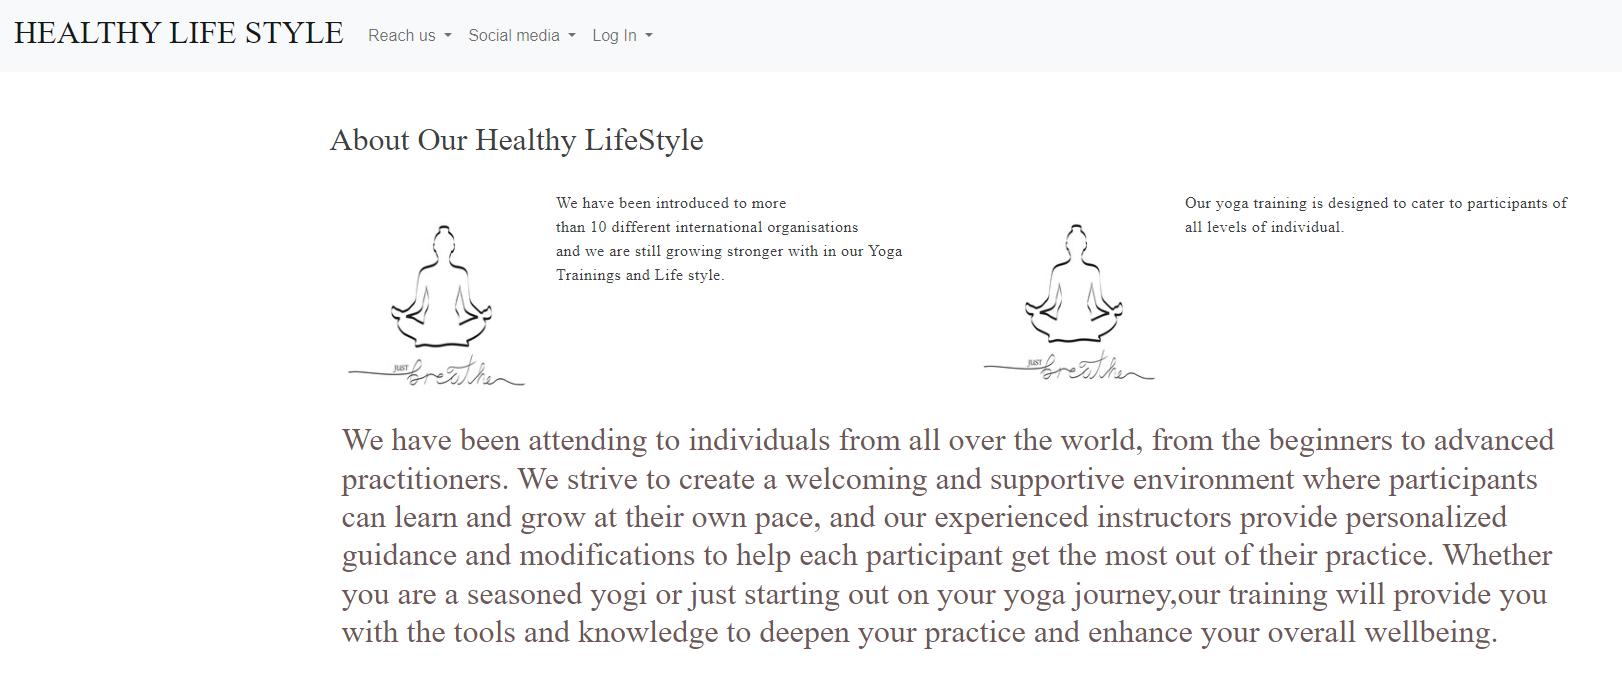 HEALTHY LIFE STYLE
Reach us
Social media
Log In
About Our Healthy LifeStyle
We have been introduced to more
than 10 different international organisations
and we are still growing stronger with in our Yoga
Trainings and Life style.
JUST
breathe
Our yoga training is designed to cater to participants of
all levels of individual.
JUST
breathe
We have been attending to individuals from all over the world, from the beginners to advanced
practitioners. We strive to create a welcoming and supportive environment where participants
can learn and grow at their own pace, and our experienced instructors provide personalized
guidance and modifications to help each participant get the most out of their practice. Whether
you are a seasoned yogi or just starting out on your yoga journey,our training will provide you
with the tools and knowledge to deepen your practice and enhance your overall wellbeing.